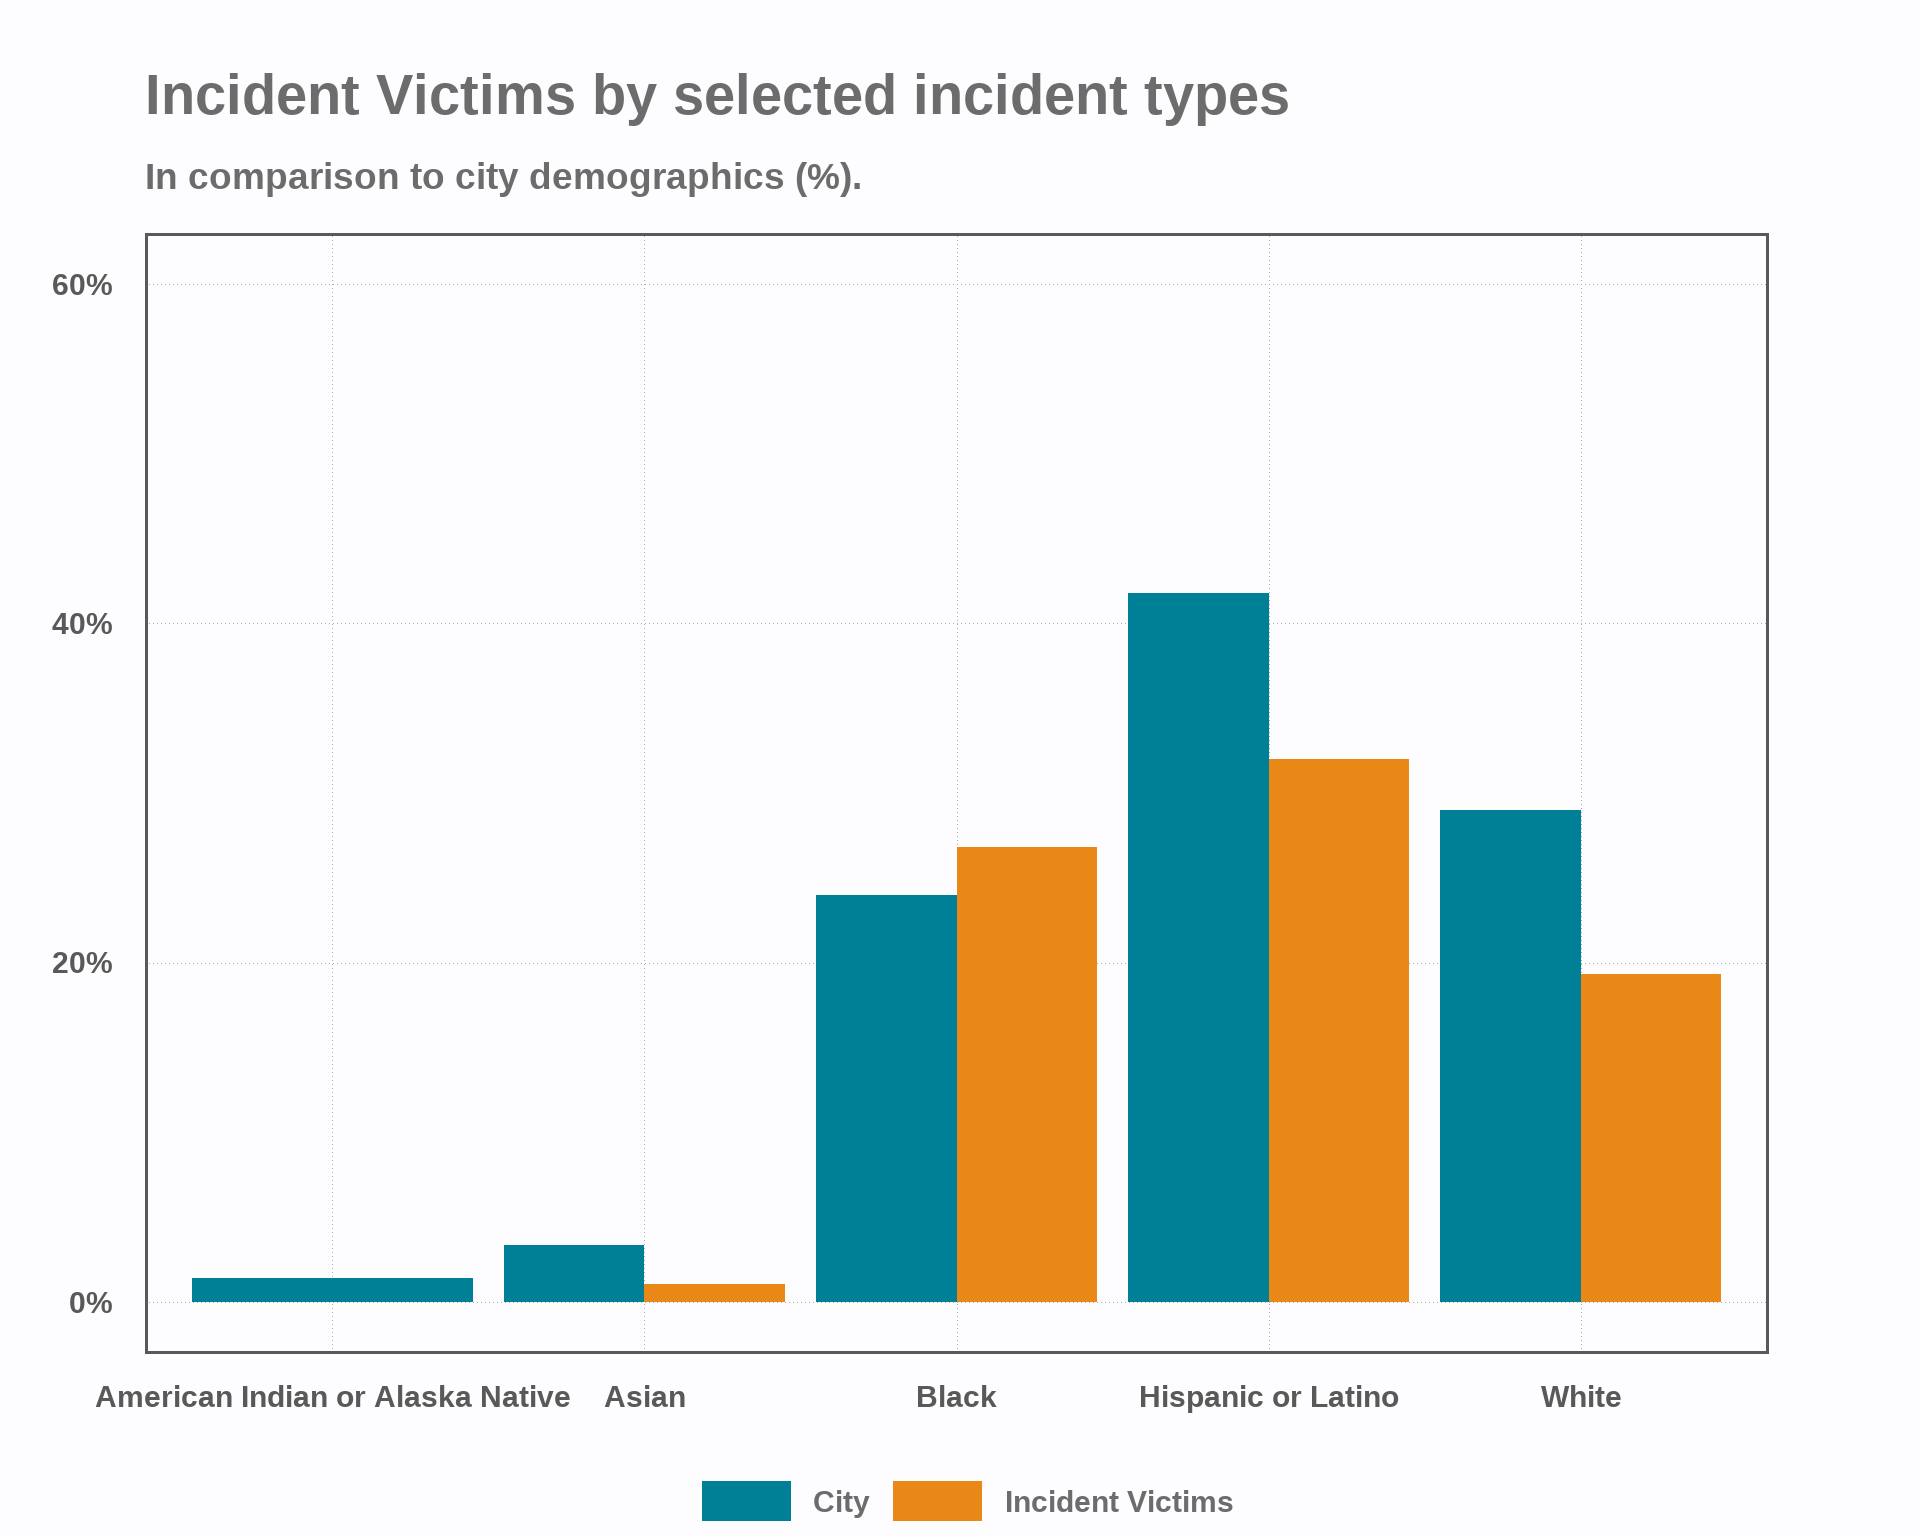 Incident Victims by selected incident types
In comparison to city demographics (%).
60%
40%
20%
0%
American Indian or Alaska Native Asian Black Hispanic or Latino White
City Incident Victims